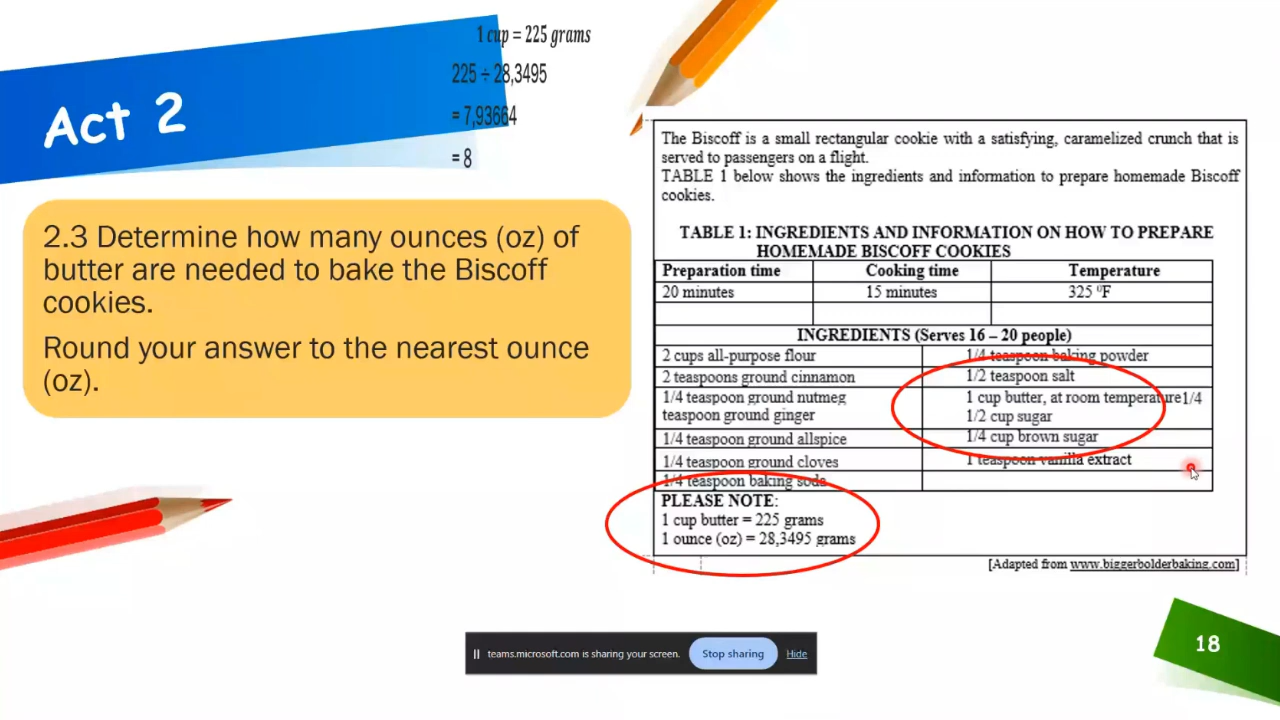 1 cup = 225 grams
225 ÷ 28,3495
= 7,93664
= 8
Act 2
2.3 Determine how many ounces (oz) of
butter are needed to bake the Biscoff
cookies.
Round your answer to the nearest ounce
(oz).
The Biscoff is a small rectangular cookie with a satisfying, caramelized crunch that is
served to passengers on a flight.
TABLE 1 below shows the ingredients and information to prepare homemade Biscoff
cookies.
TABLE 1: INGREDIENTS AND INFORMATION ON HOW TO PREPARE
HOMEMADE BISCOFF COOKIES
Preparation time Cooking time Temperature
20 minutes 15 minutes 325 ⁰F
INGREDIENTS (Serves 16 – 20 people)
2 cups all-purpose flour 1/4 teaspoon baking powder
2 teaspoons ground cinnamon 1/2 teaspoon salt
1/4 teaspoon ground nutmeg 1 cup butter, at room temperature1/4
teaspoon ground ginger 1/2 cup sugar
1/4 teaspoon ground allspice 1/4 cup brown sugar
1/4 teaspoon ground cloves 1 teaspoon vanilla extract
1/4 teaspoon baking soda
PLEASE NOTE:
1 cup butter = 225 grams
1 ounce (oz) = 28,3495 grams
[Adapted from www.biggerbolderbaking.com]
teams.microsoft.com is sharing your screen. Stop sharing Hide
18